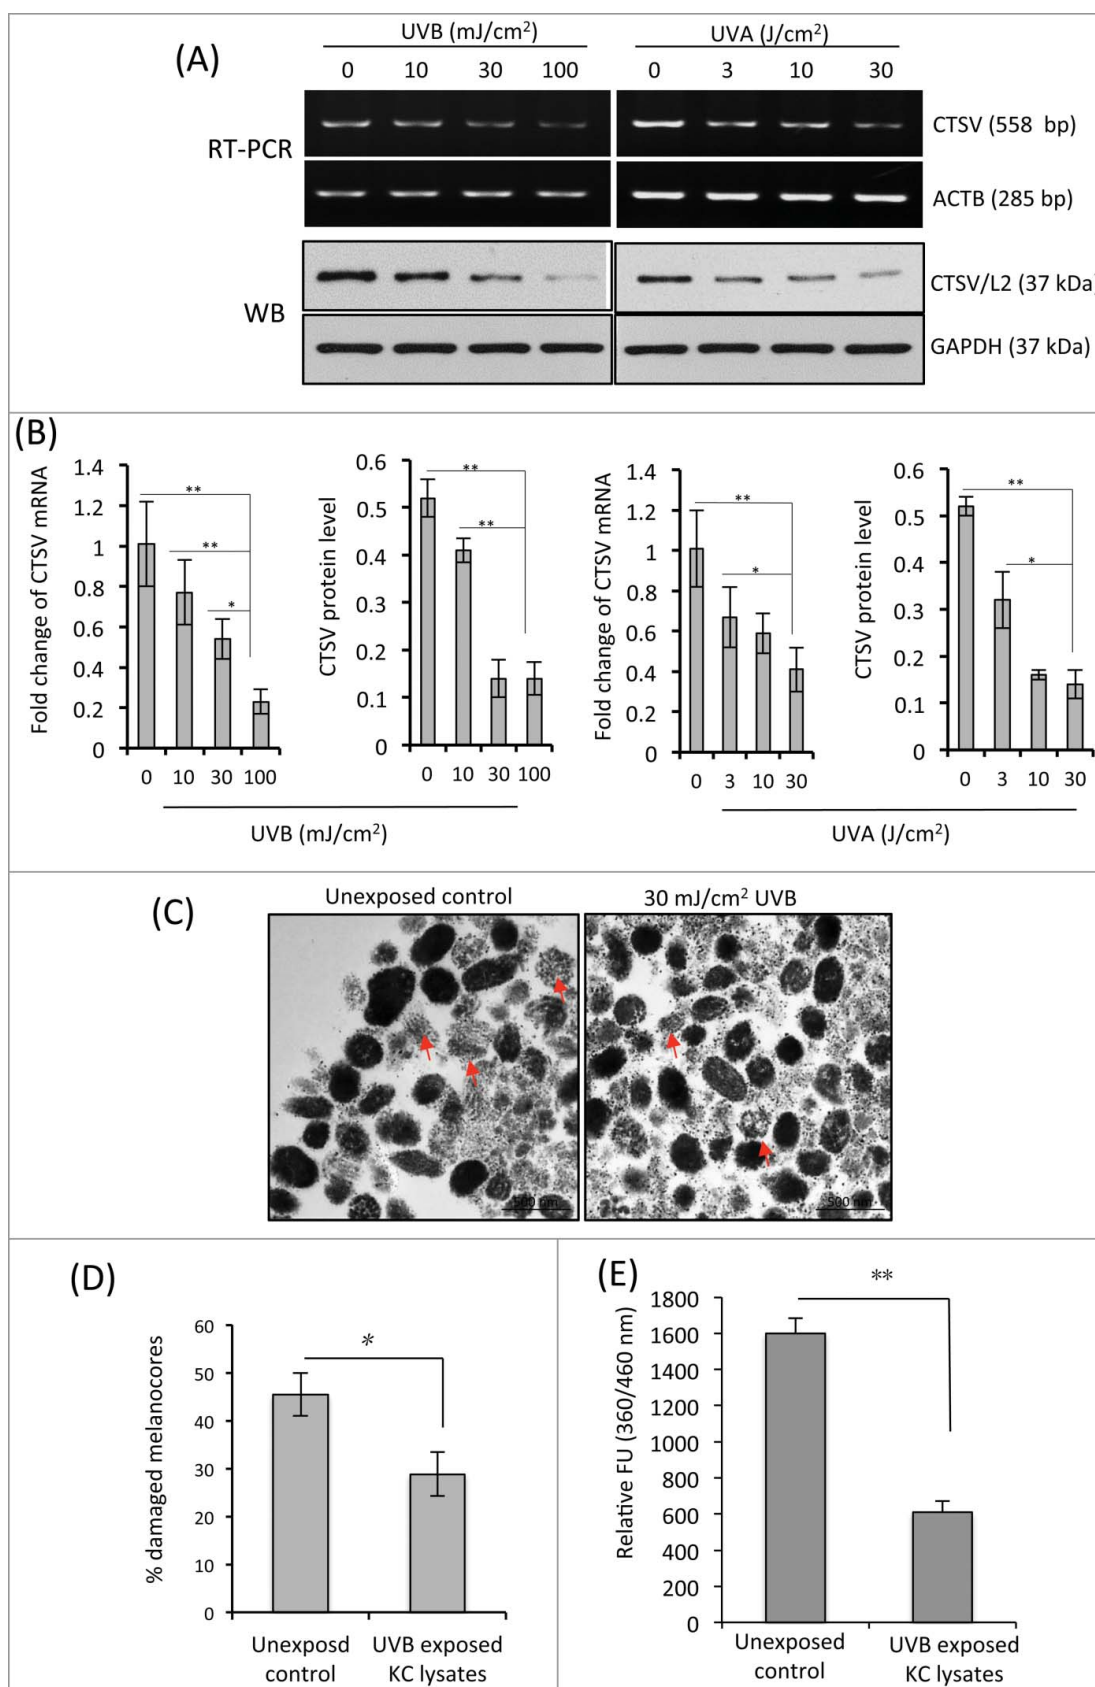 (A)
UVB (mJ/cm²) UVA (J/cm²)
0 10 30 100 0 3 10 30
RT-PCR
CTSV (558 bp)
ACTB (285 bp)
WB
CTSV/L2 (37 kDa)
GAPDH (37 kDa)
(B)
Fold change of CTSV mRNA
1.4
1.2
1
0.8
0.6
0.4
0.2
0
** ** *
0 10 30 100
CTSV protein level
0.6
0.5
0.4
0.3
0.2
0.1
0
** **
0 10 30 100
UVB (mJ/cm²)
Fold change of CTSV mRNA
1.4
1.2
1
0.8
0.6
0.4
0.2
0
** *
0 3 10 30
CTSV protein level
0.6
0.5
0.4
0.3
0.2
0.1
0
** *
0 3 10 30
UVA (J/cm²)
(C)
Unexposed control 30 mJ/cm² UVB
500 nm 500 nm
(D)
% damaged melanocores
60
50
40
30
20
10
0
*
Unexposd UVB exposed
control KC lysates
(E)
Relative FU (360/460 nm)
1800
1600
1400
1200
1000
800
600
400
200
0
**
Unexposed UVB exposed
control KC lysates